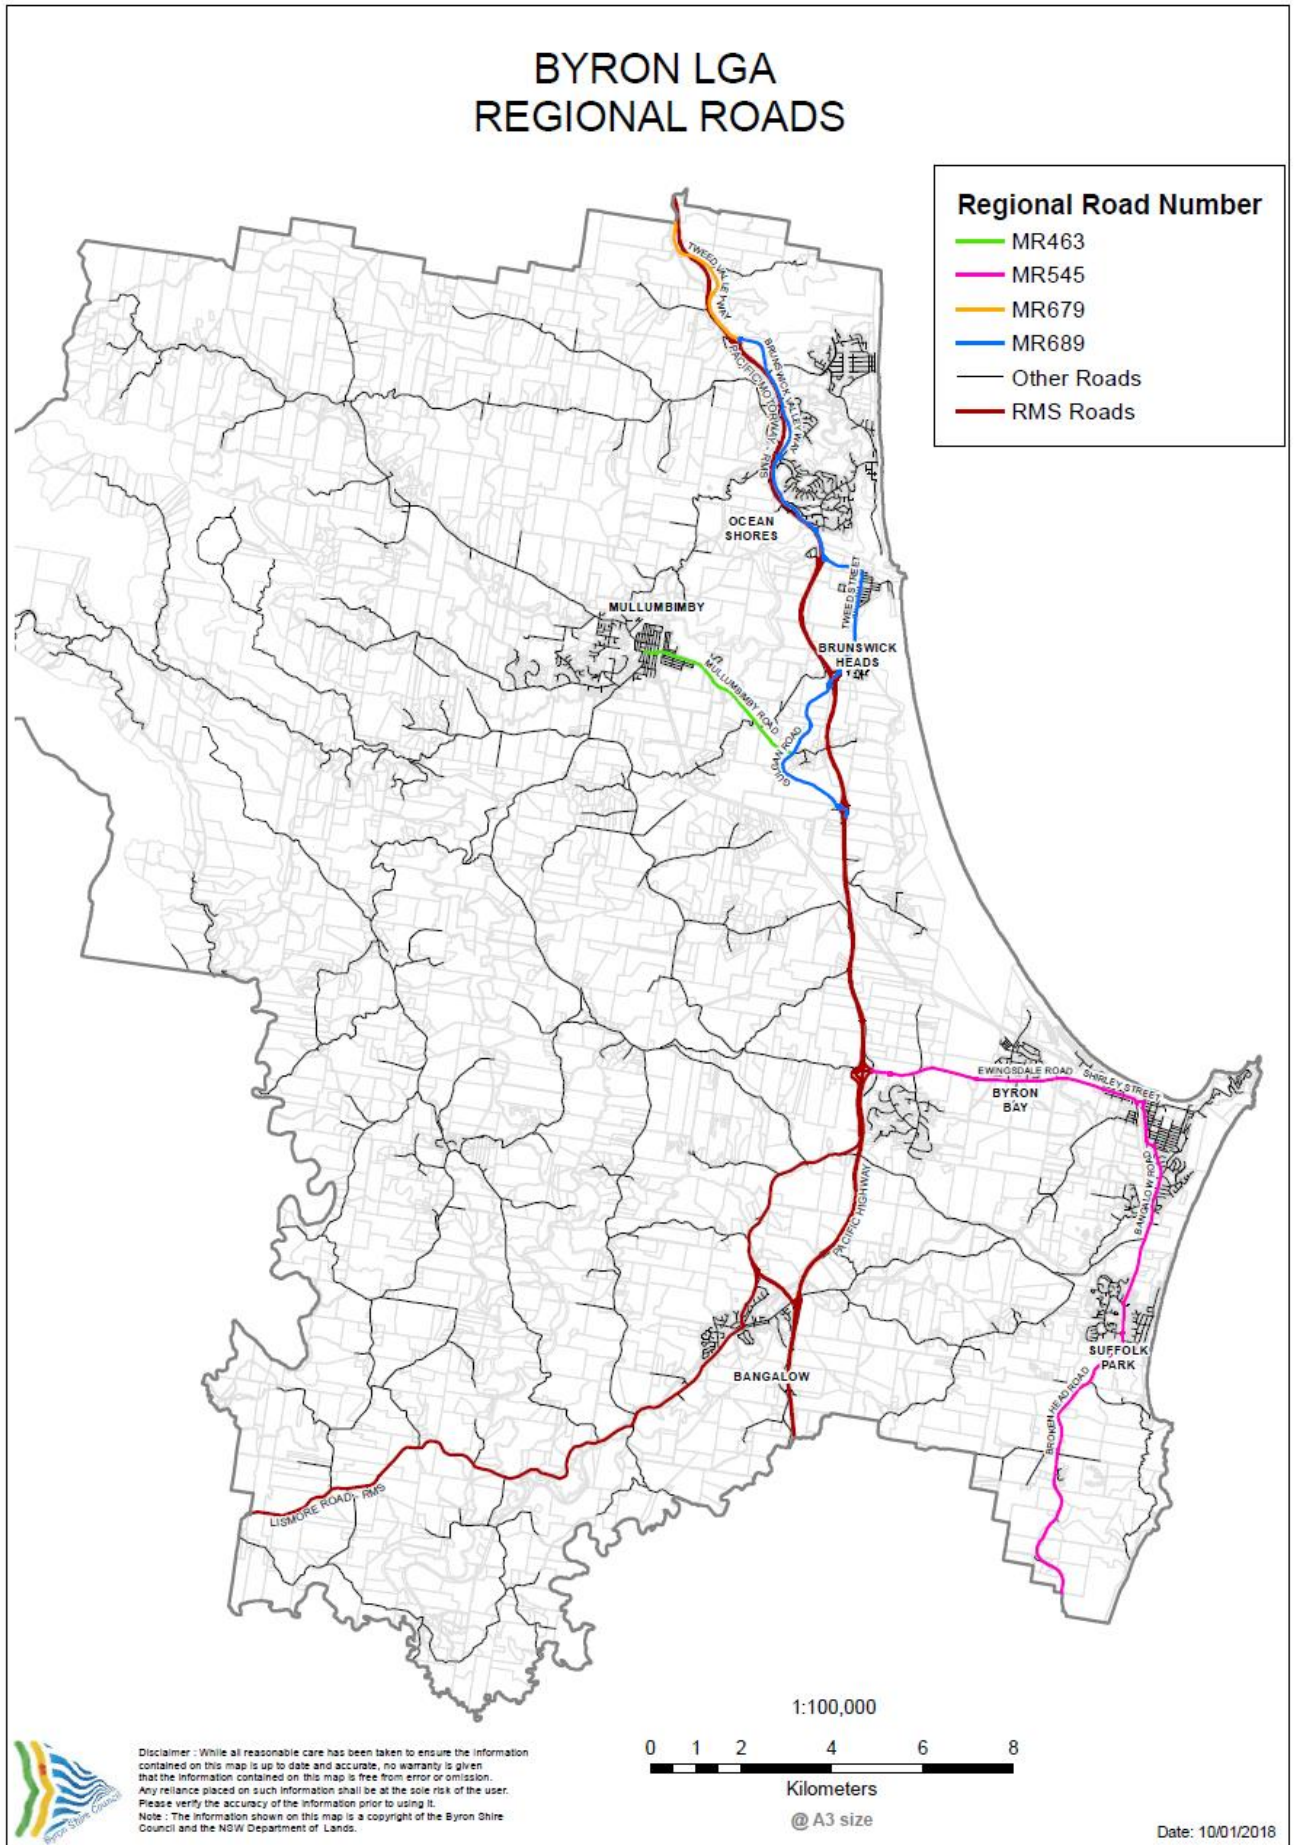 BYRON LGA
REGIONAL ROADS
Regional Road Number
MR463
MR545
MR679
MR689
Other Roads
RMS Roads
TWEED VALLEY WAY
BRUNSWICK VALLEY WAY
PACIFIC MOTORWAY - RMS
OCEAN
SHORES
TWEED STREET
MULLUMBIMBY
BRUNSWICK
HEADS
MULLUMBIMBY ROAD
GULGAN ROAD
EWINGSDALE ROAD
SHIRLEY STREET
BYRON
BAY
BANGALOW ROAD
PACIFIC HIGHWAY
SUFFOLK
PARK
BANGALOW
BROKEN HEAD ROAD
LISMORE ROAD - RMS
1:100,000
0 1 2 4 6 8
Kilometers
@ A3 size
Byron Shire Council
Disclaimer : While all reasonable care has been taken to ensure the information
contained on this map is up to date and accurate, no warranty is given
that the information contained on this map is free from error or omission.
Any reliance placed on such information shall be at the sole risk of the user.
Please verify the accuracy of the information prior to using it.
Note : The information shown on this map is a copyright of the Byron Shire
Council and the NSW Department of Lands.
Date: 10/01/2018